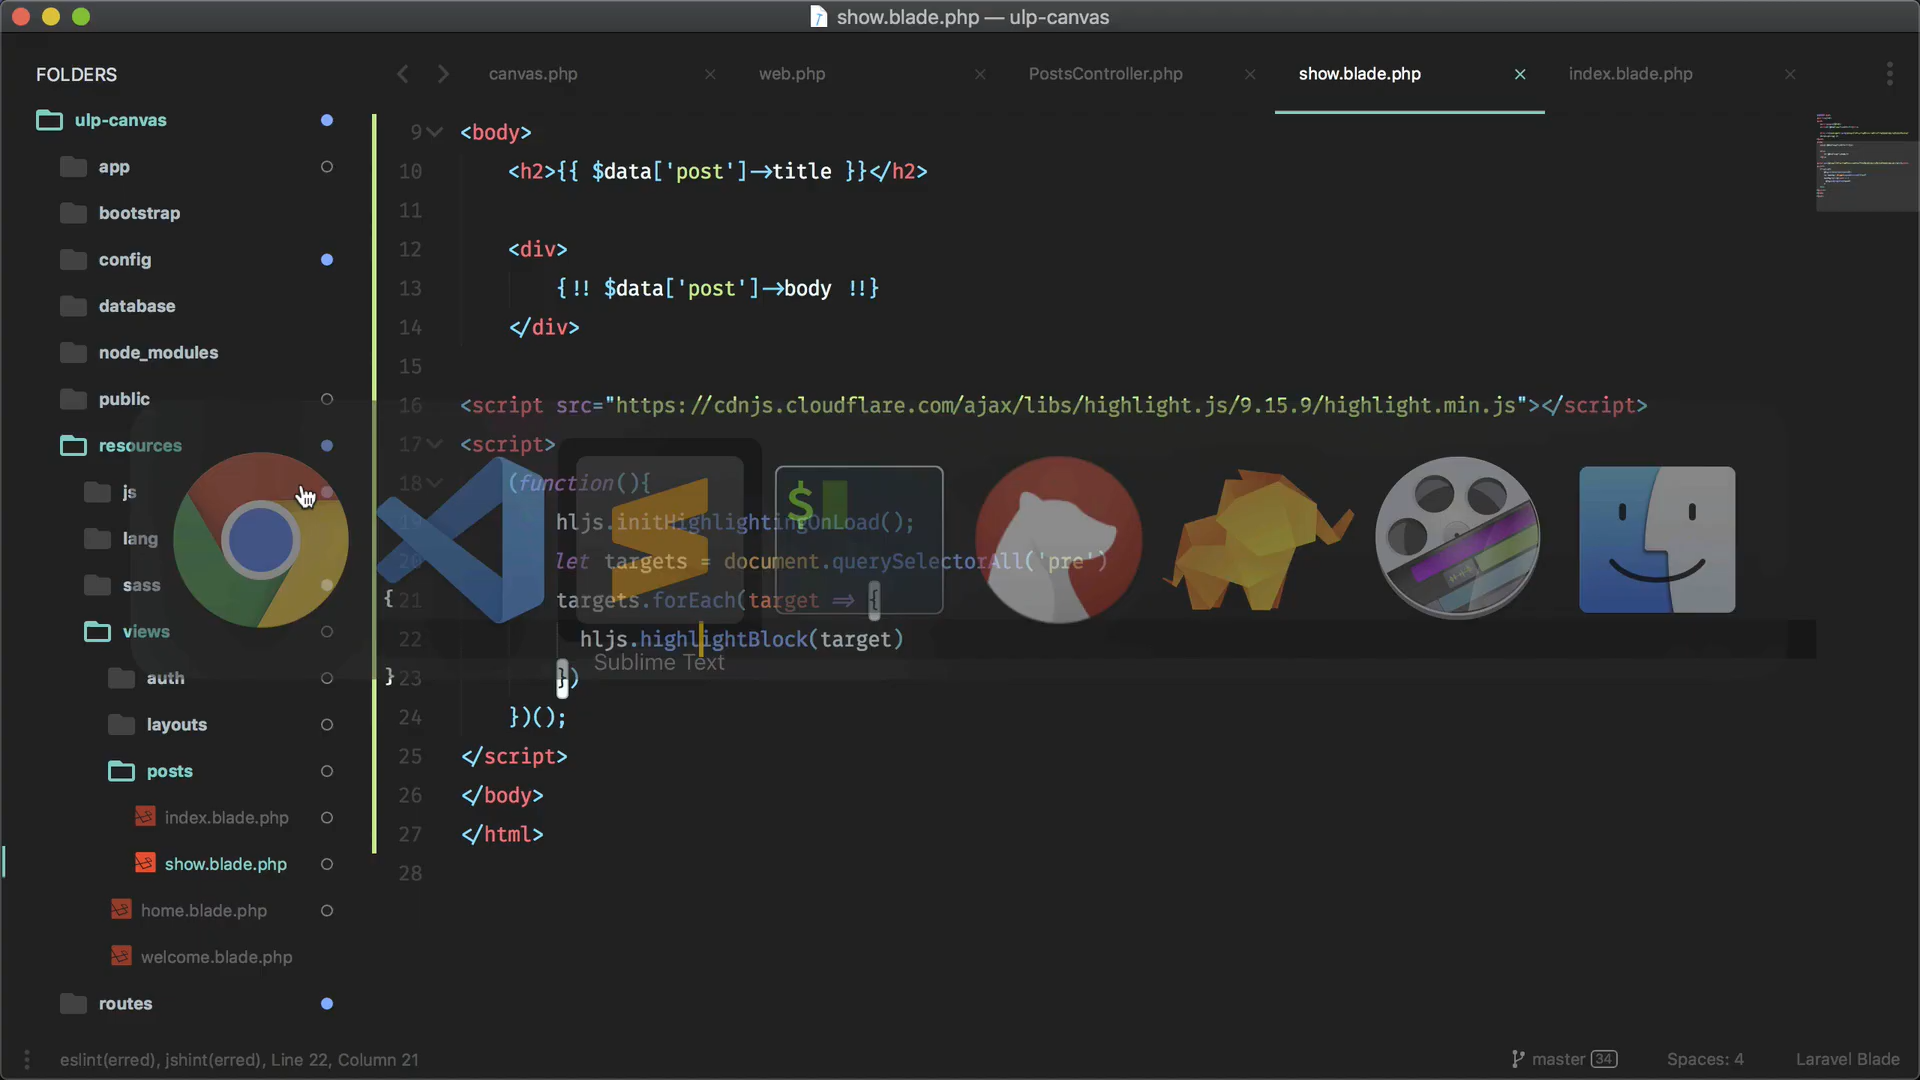 show.blade.php — ulp-canvas
FOLDERS
ulp-canvas
app
bootstrap
config
database
node_modules
public
resources
js
lang
sass
views
auth
layouts
posts
index.blade.php
show.blade.php
home.blade.php
welcome.blade.php
routes
canvas.php
web.php
PostsController.php
show.blade.php
index.blade.php
9 <body>
10 <h2>{{ $data['post']->title }}</h2>
11
12 <div>
13 {!! $data['post']->body !!}
14 </div>
15
16 <script src="https://cdnjs.cloudflare.com/ajax/libs/highlight.js/9.15.9/highlight.min.js"></script>
17 <script>
18 (function(){
19 hljs.initHighlightingOnLoad();
20 let targets = document.querySelectorAll('pre')
{ 21 targets.forEach(target => {
22 hljs.highlightBlock(target)
} 23 })
24 })();
25 </script>
26 </body>
27 </html>
28
$
Sublime Text
eslint(erred), jshint(erred), Line 22, Column 21
master 34
Spaces: 4
Laravel Blade